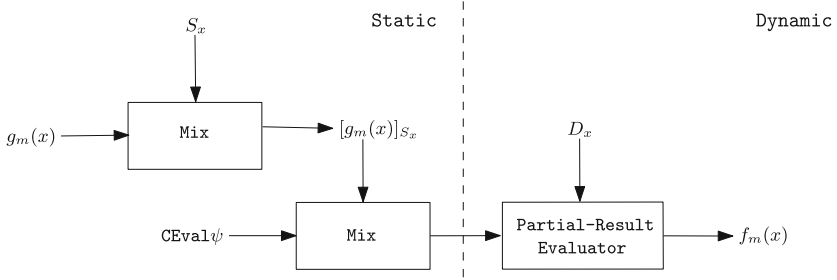 Static
Dynamic
S_x
g_m(x)
Mix
[g_m(x)]_{S_x}
D_x
CEvalψ
Mix
Partial-Result
Evaluator
f_m(x)